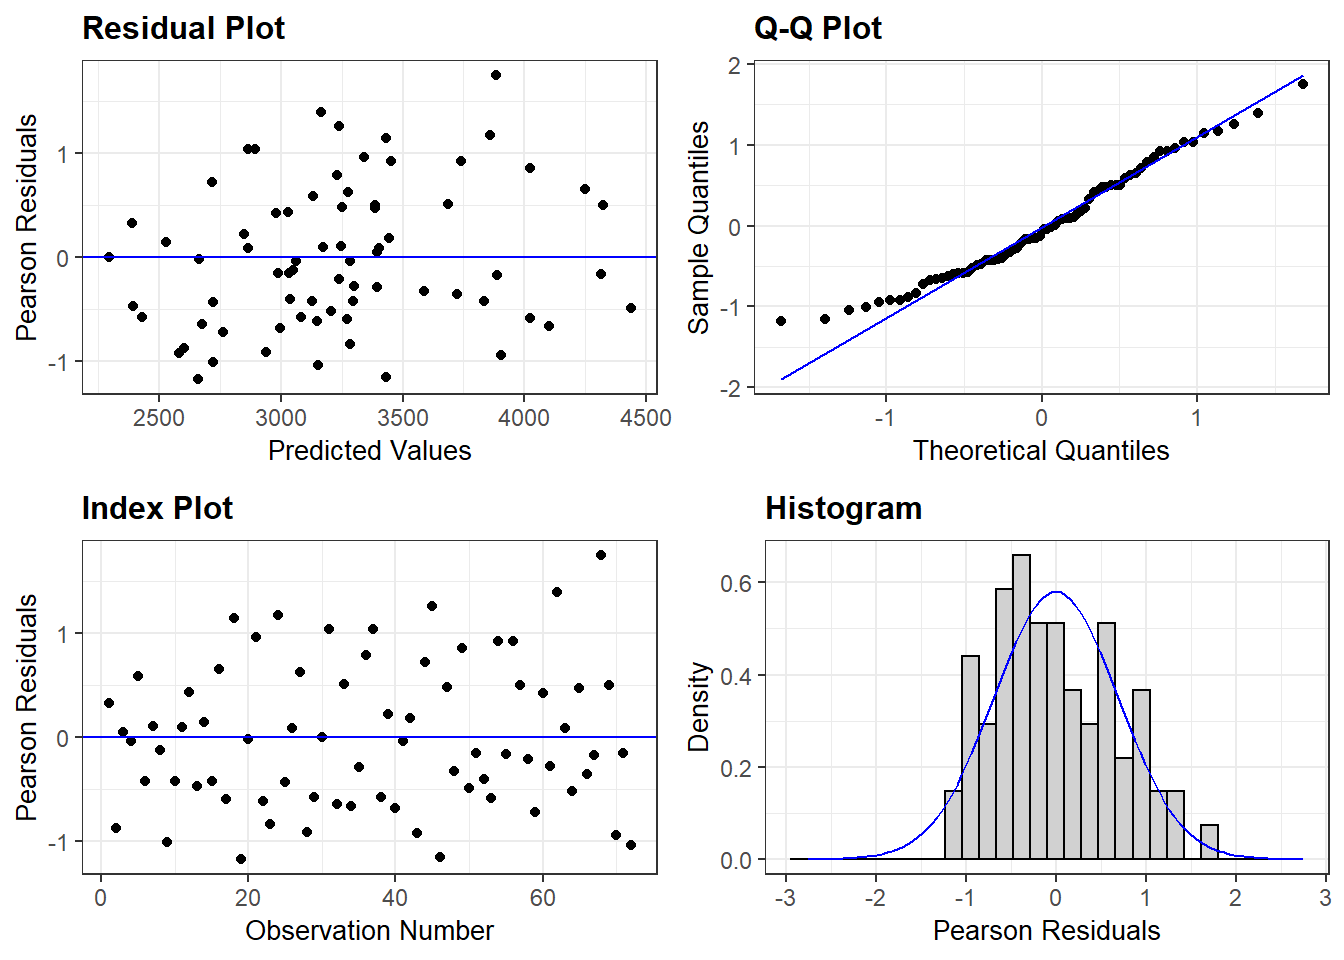 Residual Plot
Pearson Residuals
1
0
-1
2500 3000 3500 4000 4500
Predicted Values
Q-Q Plot
Sample Quantiles
2
1
0
-1
-2
-1 0 1
Theoretical Quantiles
Index Plot
Pearson Residuals
1
0
-1
0 20 40 60
Observation Number
Histogram
Density
0.6
0.4
0.2
0.0
-3 -2 -1 0 1 2 3
Pearson Residuals